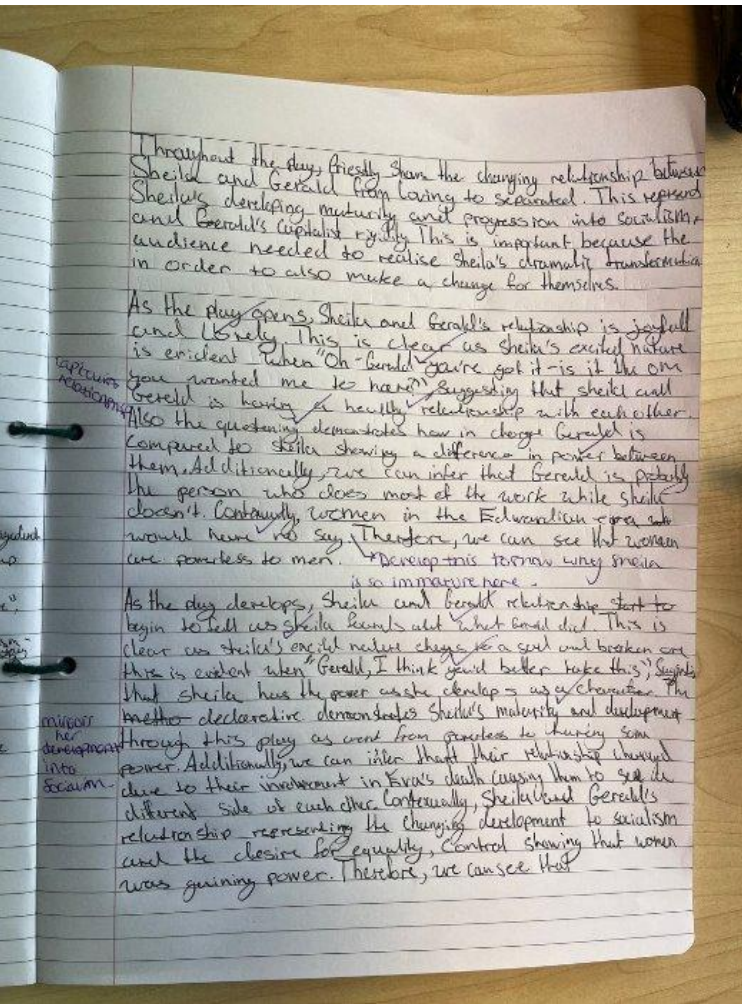 Throughout the play, Priestly shows the changing relationship between
Sheila and Gerald from loving to separated. This represents
Sheila's developing maturity and progression into socialism,
and Gerald's capitalist rigidity. This is important because the
audience needed to realise Sheila's dramatic transformation
in order to also make a change for themselves.
As the play opens, Sheila and Gerald's relationship is joyfull
and lovely. This is clear as Sheila's excited nature
is evident when "Oh - Gerald - you've got it - is it the one
you wanted me to have" suggesting that sheila and
captures
relationship
Gerald is having a healthy relationship with each other.
Also the demonstrates how in charge Gerald is
compared to sheila showing a difference in power between
them. Additionally, we can infer that Gerald is probably
the person who does most of the work while sheila
doesn't. women in the Edwardian
would have no say. Therefore, we can see that women
are powerless to men. Develop this to show why Sheila
is so immature here.
As the play develops, Sheila and Gerald relationship start to
begin to fall as sheila what did. This is
clear as sheila's nature to a sad and broken one
this is evident when "Gerald, I think you'd better take this",
that sheila has the power as she develops as a character. The
declarative demonstrates Sheila's maturity and development
mirrors
her
development
into
Socialism.
through this play as went from powerless to having some
power. Additionally, we can infer that their relationship changed
due to their involvement in Eva's death causing them to see
different side of each other. Contextually, Sheila and Gerald's
relationship representing the changing development to socialism
and the desire for equality, control showing that women
was gaining power. Therefore, we can see that